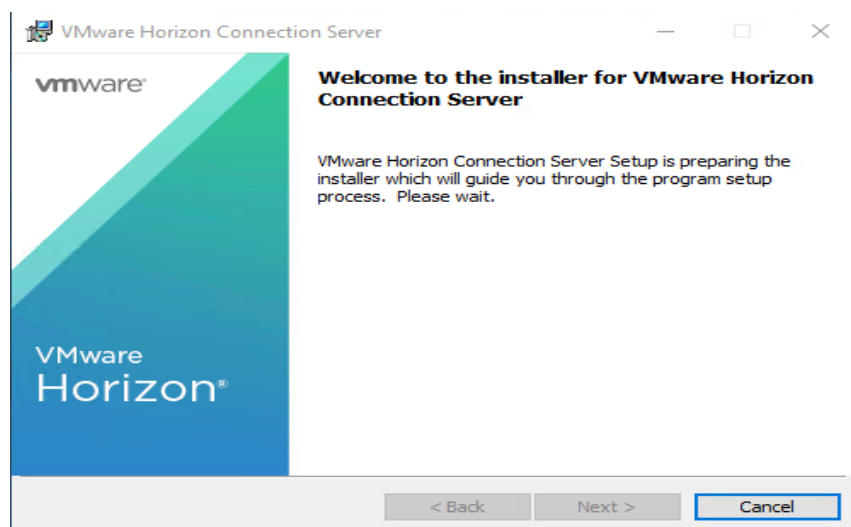 VMware Horizon Connection Server
vmware®
Welcome to the installer for VMware Horizon
Connection Server
VMware Horizon Connection Server Setup is preparing the
installer which will guide you through the program setup
process.  Please wait.
VMware
Horizon®
< Back
Next >
Cancel